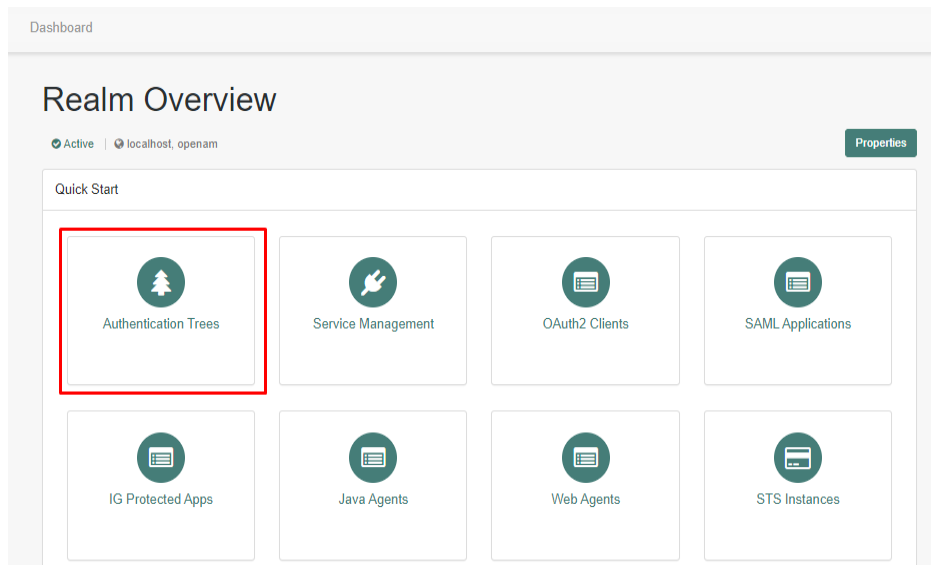 Dashboard
Realm Overview
Active | localhost, openam
Properties
Quick Start
Authentication Trees
Service Management
OAuth2 Clients
SAML Applications
IG Protected Apps
Java Agents
Web Agents
STS Instances